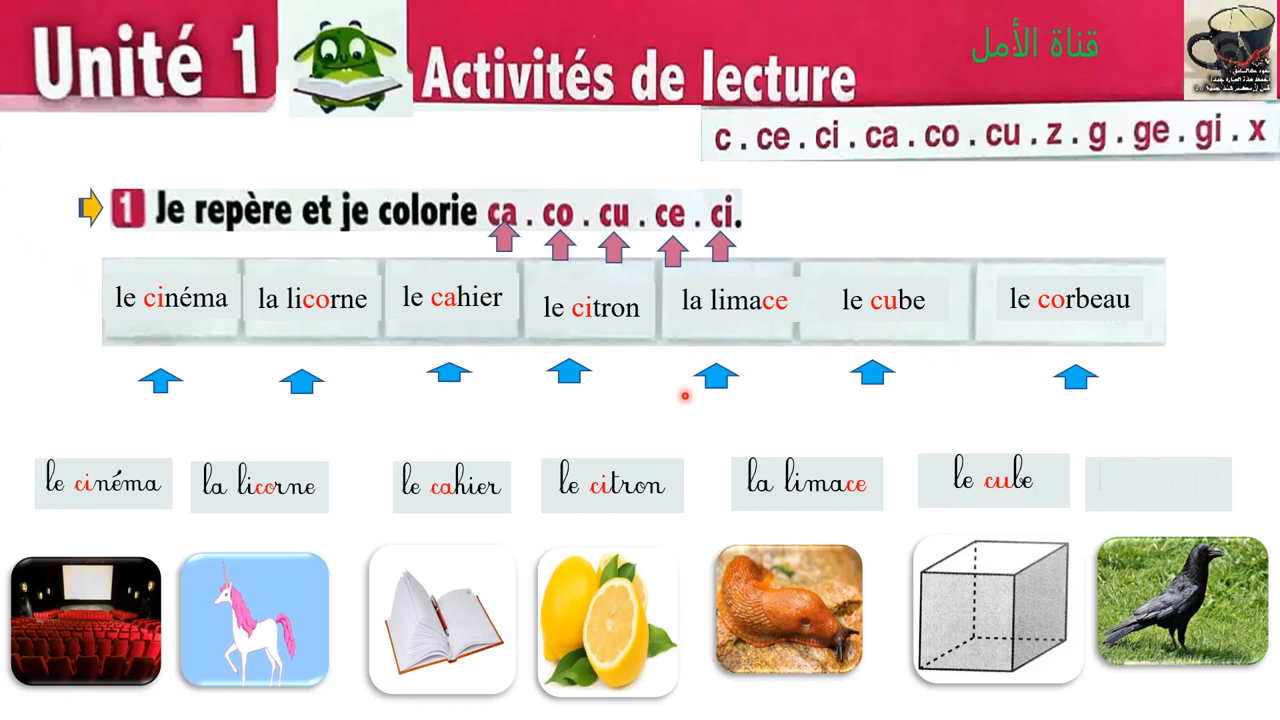 Unité 1
Activités de lecture
قناة الأمل
c . ce . ci . ca . co . cu . z . g . ge . gi . x
1 Je repère et je colorie ca . co . cu . ce . ci.
le cinéma
la licorne
le cahier
le citron
la limace
le cube
le corbeau
le cinéma
la licorne
le cahier
le citron
la limace
le cube